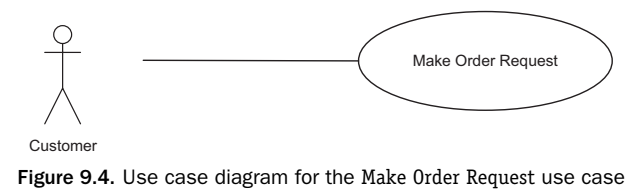 Make Order Request
Customer
Figure 9.4. Use case diagram for the Make Order Request use case